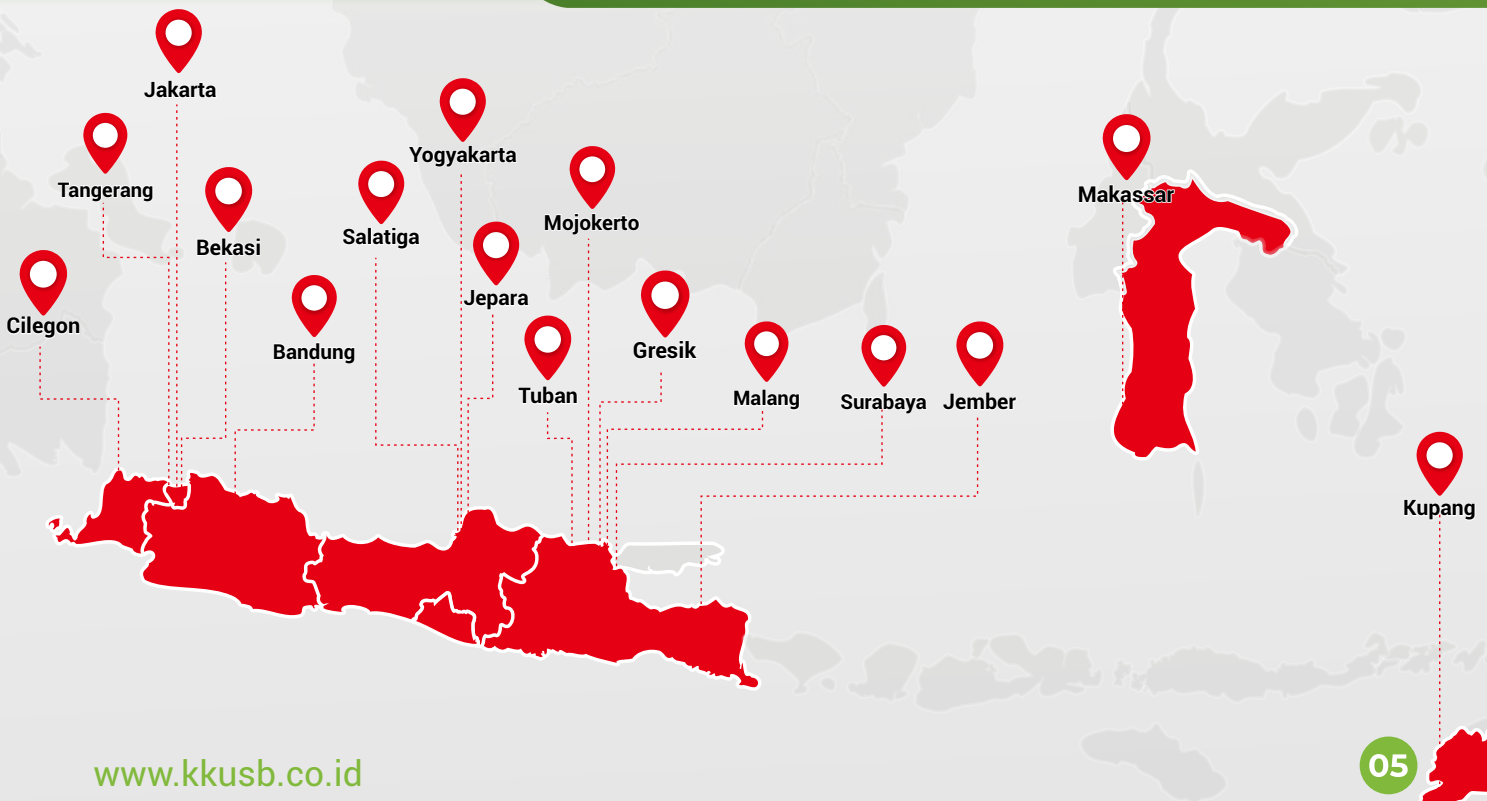 Jakarta
Yogyakarta
Tangerang
Makassar
Mojokerto
Salatiga
Bekasi
Jepara
Cilegon
Bandung
Gresik
Tuban
Malang
Surabaya
Jember
Kupang
www.kkusb.co.id
05